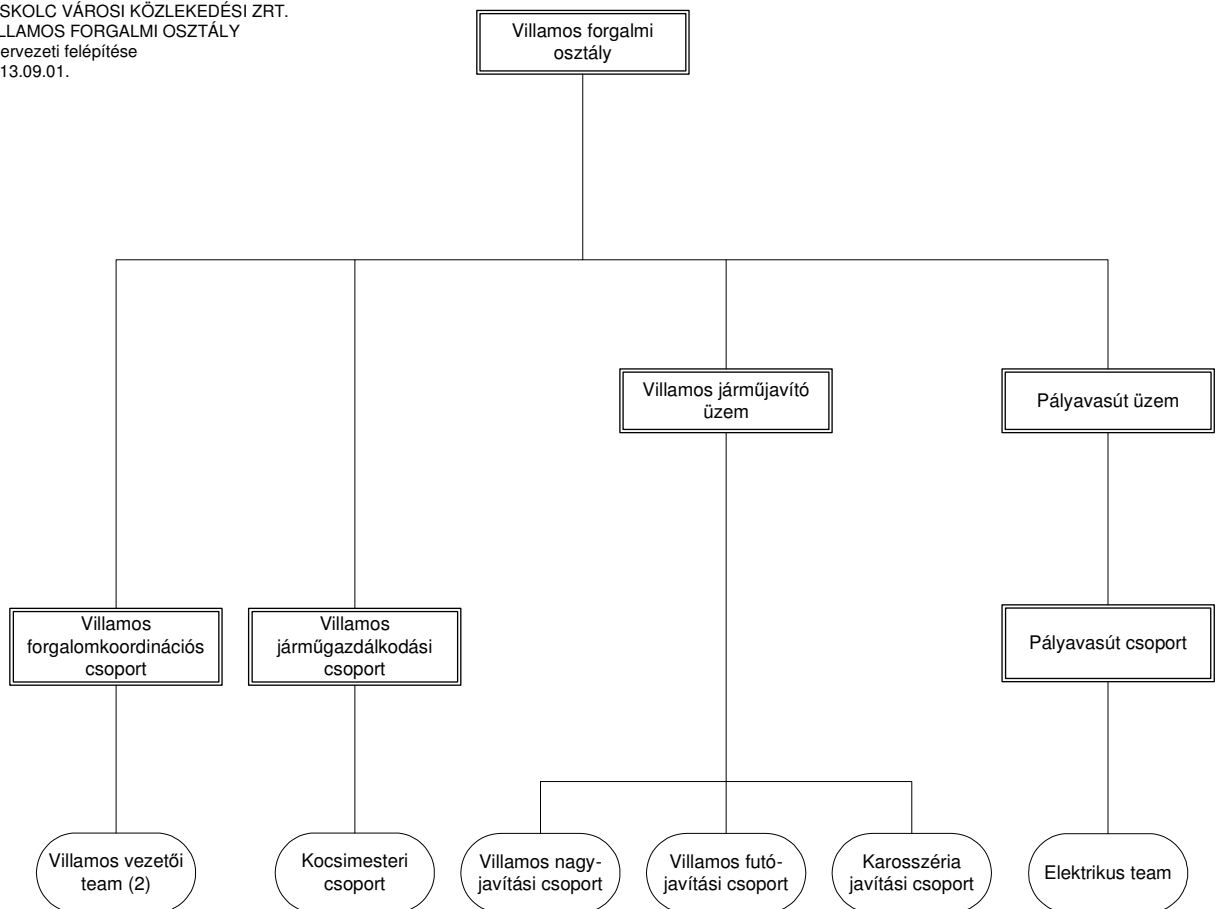 SKOLC VÁROSI KÖZLEKEDÉSI ZRT.
LLAMOS FORGALMI OSZTÁLY
ervezeti felépítése
13.09.01.
Villamos forgalmi
osztály
Villamos járműjavító
üzem
Pályavasút üzem
Villamos
forgalomkoordinációs
csoport
Villamos
járműgazdálkodási
csoport
Pályavasút csoport
Villamos vezetői
team (2)
Kocsimesteri
csoport
Villamos nagy-
javítási csoport
Villamos futó-
javítási csoport
Karosszéria
javítási csoport
Elektrikus team